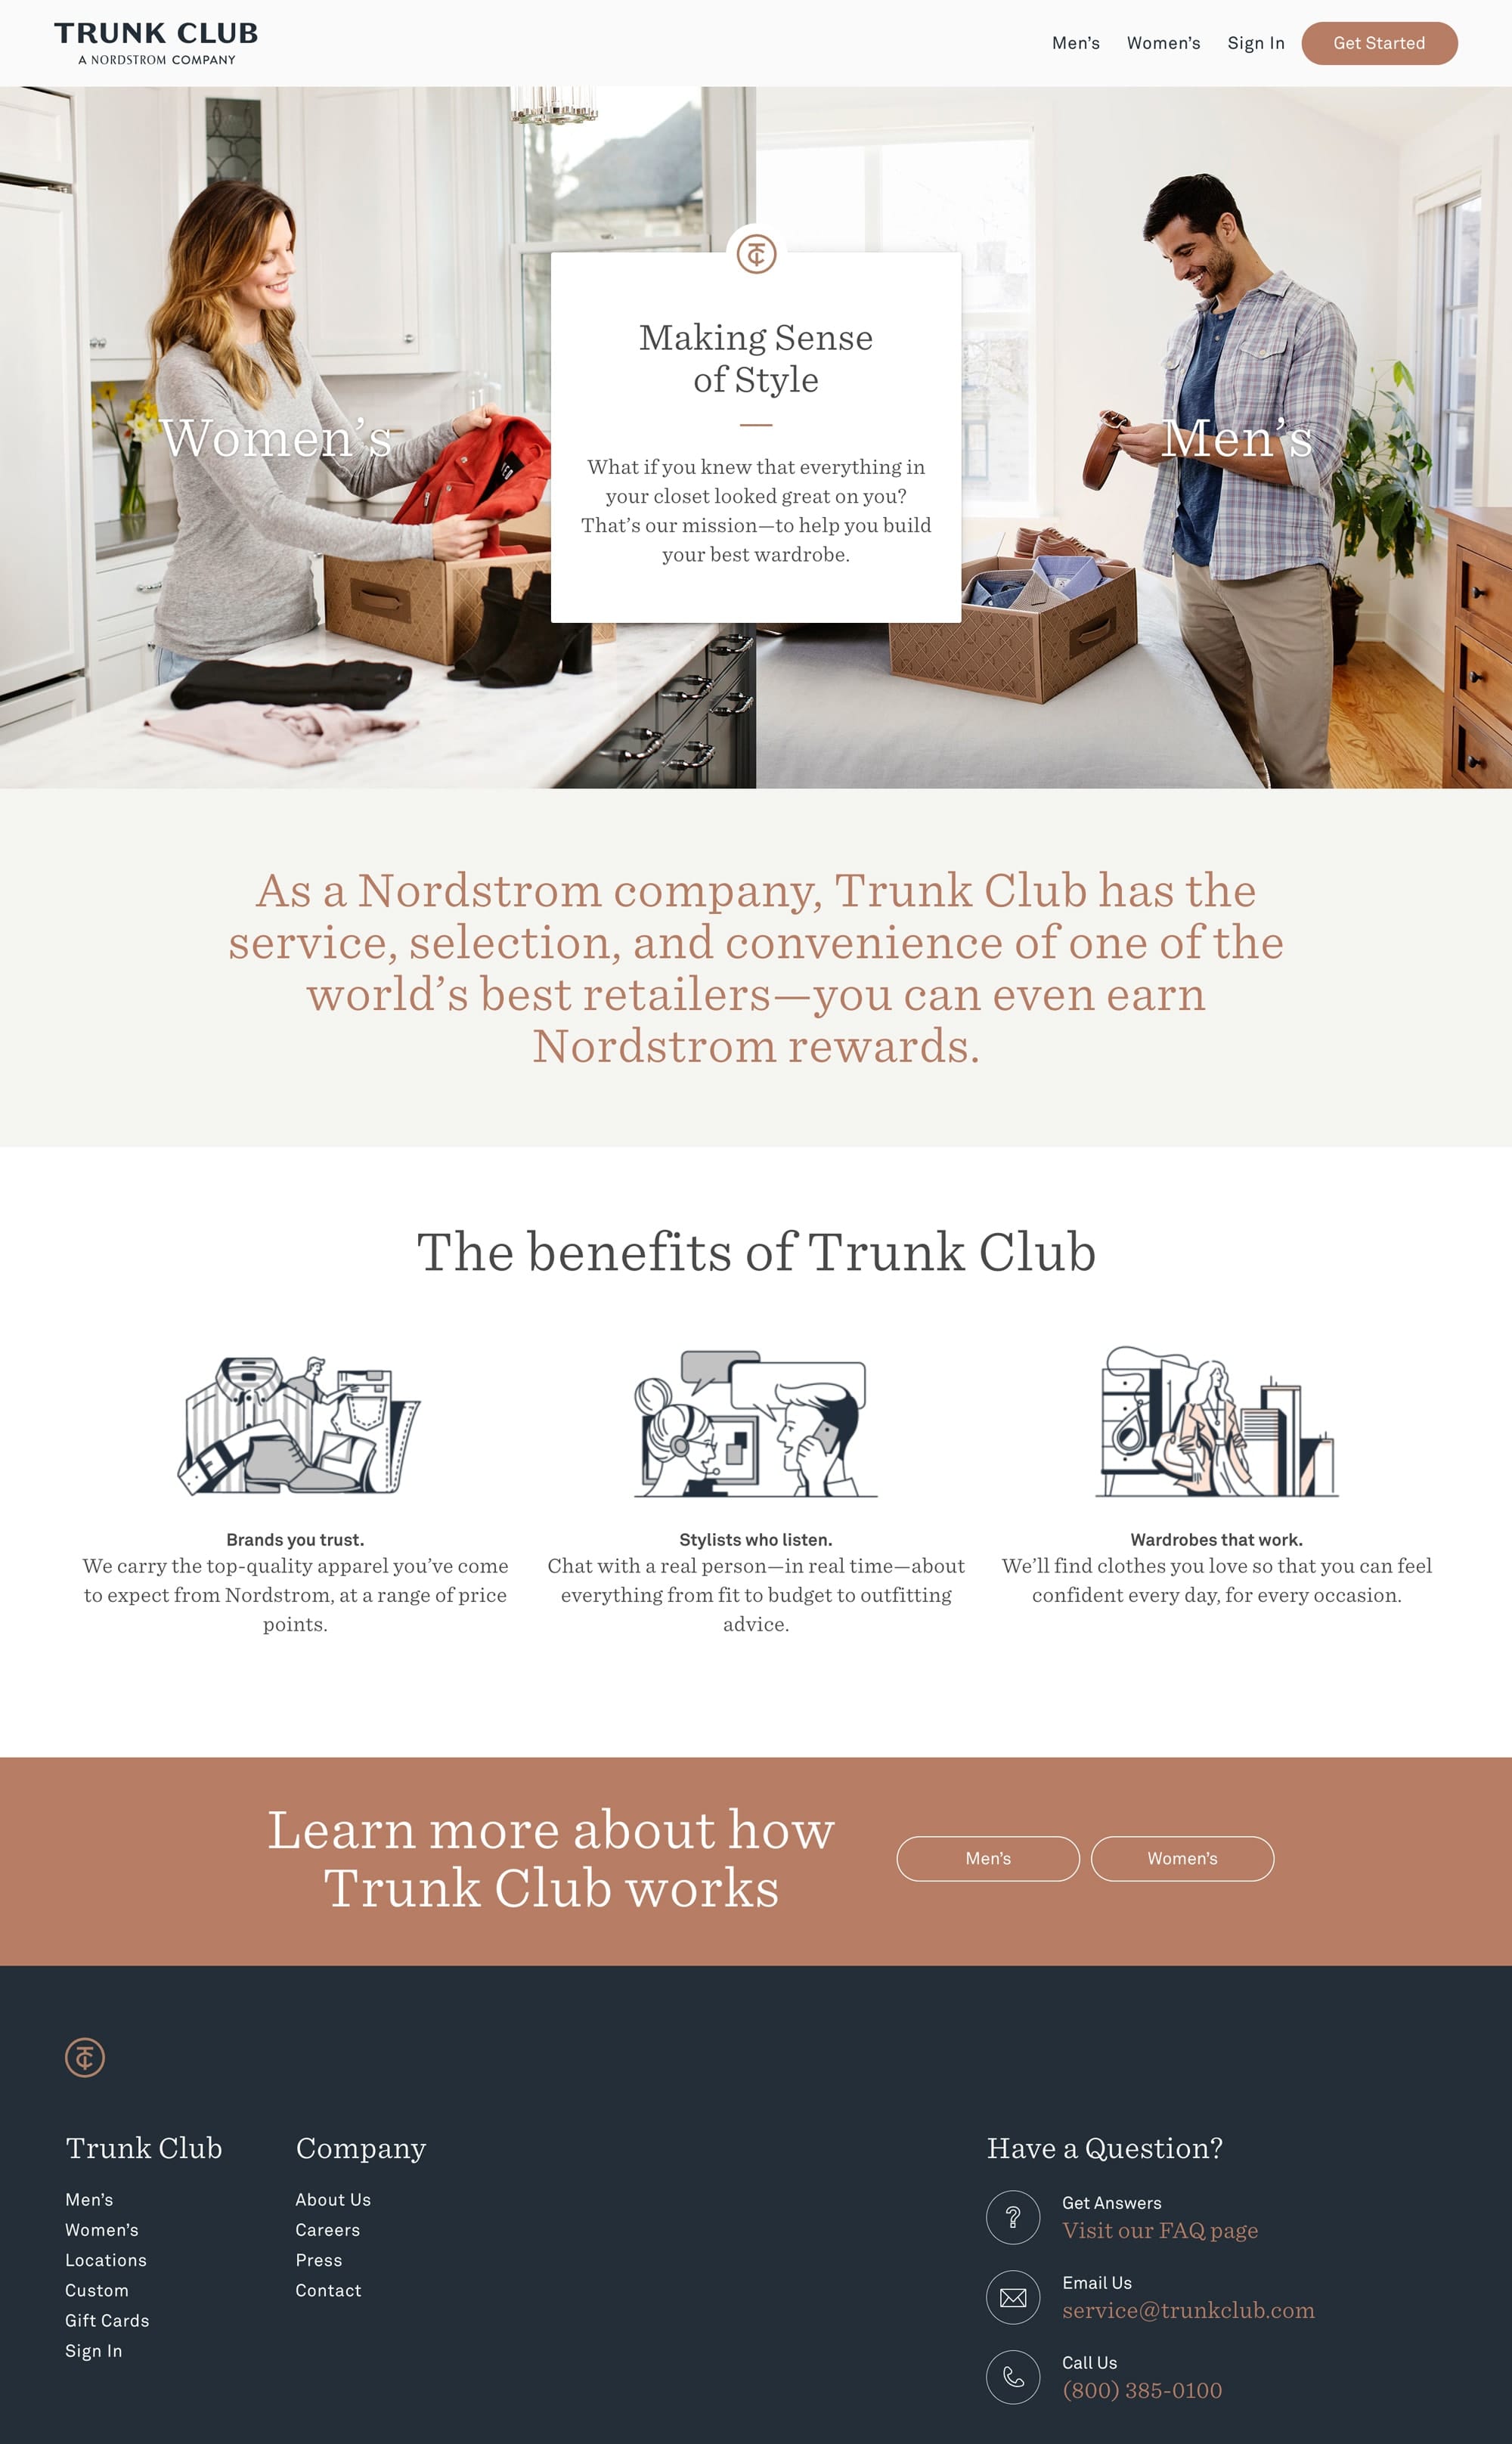 TRUNK CLUB
A NORDSTROM COMPANY
Men's
Women's
Sign In
Get Started
Women's
Making Sense
of Style
What if you knew that everything in
your closet looked great on you?
That's our mission—to help you build
your best wardrobe.
Men's
As a Nordstrom company, Trunk Club has the
service, selection, and convenience of one of the
world's best retailers—you can even earn
Nordstrom rewards.
The benefits of Trunk Club
Brands you trust.
We carry the top-quality apparel you've come
to expect from Nordstrom, at a range of price
points.
Stylists who listen.
Chat with a real person—in real time—about
everything from fit to budget to outfitting
advice.
Wardrobes that work.
We'll find clothes you love so that you can feel
confident every day, for every occasion.
Learn more about how
Trunk Club works
Men's
Women's
Trunk Club
Men's
Women's
Locations
Custom
Gift Cards
Sign In
Company
About Us
Careers
Press
Contact
Have a Question?
Get Answers
Visit our FAQ page
Email Us
service@trunkclub.com
Call Us
(800) 385-0100